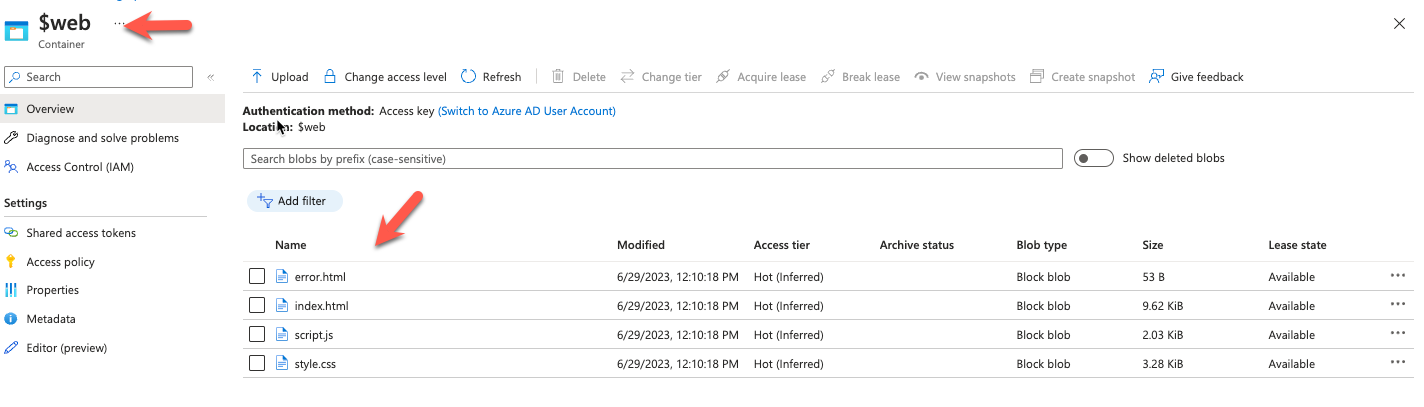 $web ...
Container
Search «
Upload Change access level Refresh Delete Change tier Acquire lease Break lease View snapshots Create snapshot Give feedback
Overview
Diagnose and solve problems
Access Control (IAM)
Settings
Shared access tokens
Access policy
Properties
Metadata
Editor (preview)
Authentication method: Access key (Switch to Azure AD User Account)
Location: $web
Search blobs by prefix (case-sensitive) Show deleted blobs
Add filter
Name Modified Access tier Archive status Blob type Size Lease state
error.html 6/29/2023, 12:10:18 PM Hot (Inferred) Block blob 53 B Available ...
index.html 6/29/2023, 12:10:18 PM Hot (Inferred) Block blob 9.62 KiB Available ...
script.js 6/29/2023, 12:10:18 PM Hot (Inferred) Block blob 2.03 KiB Available ...
style.css 6/29/2023, 12:10:18 PM Hot (Inferred) Block blob 3.28 KiB Available ...